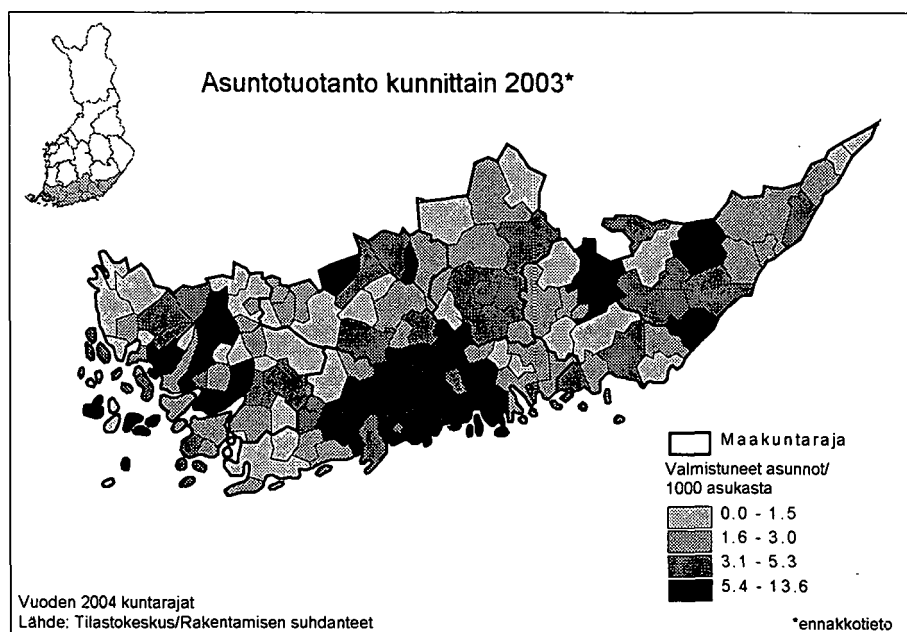 Asuntotuotanto kunnittain 2003*
Maakuntaraja
Valmistuneet asunnot/
1000 asukasta
0.0 - 1.5
1.6 - 3.0
3.1 - 5.3
5.4 - 13.6
Vuoden 2004 kuntarajat
Lähde: Tilastokeskus/Rakentamisen suhdanteet
*ennakkotieto